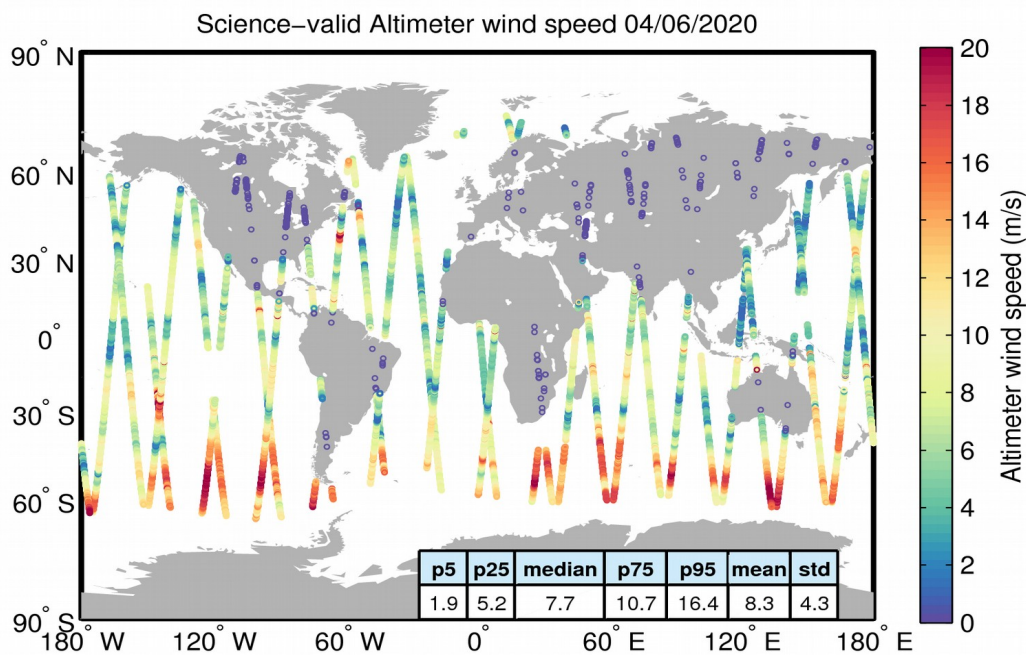 Science−valid Altimeter wind speed 04/06/2020
90° N
60° N
30° N
0°
30° S
60° S
90° S
180° W
120° W
60° W
0°
60° E
120° E
180° E
p5 p25 median p75 p95 mean std
1.9 5.2 7.7 10.7 16.4 8.3 4.3
20
18
16
14
12
10
8
6
4
2
0
Altimeter wind speed (m/s)